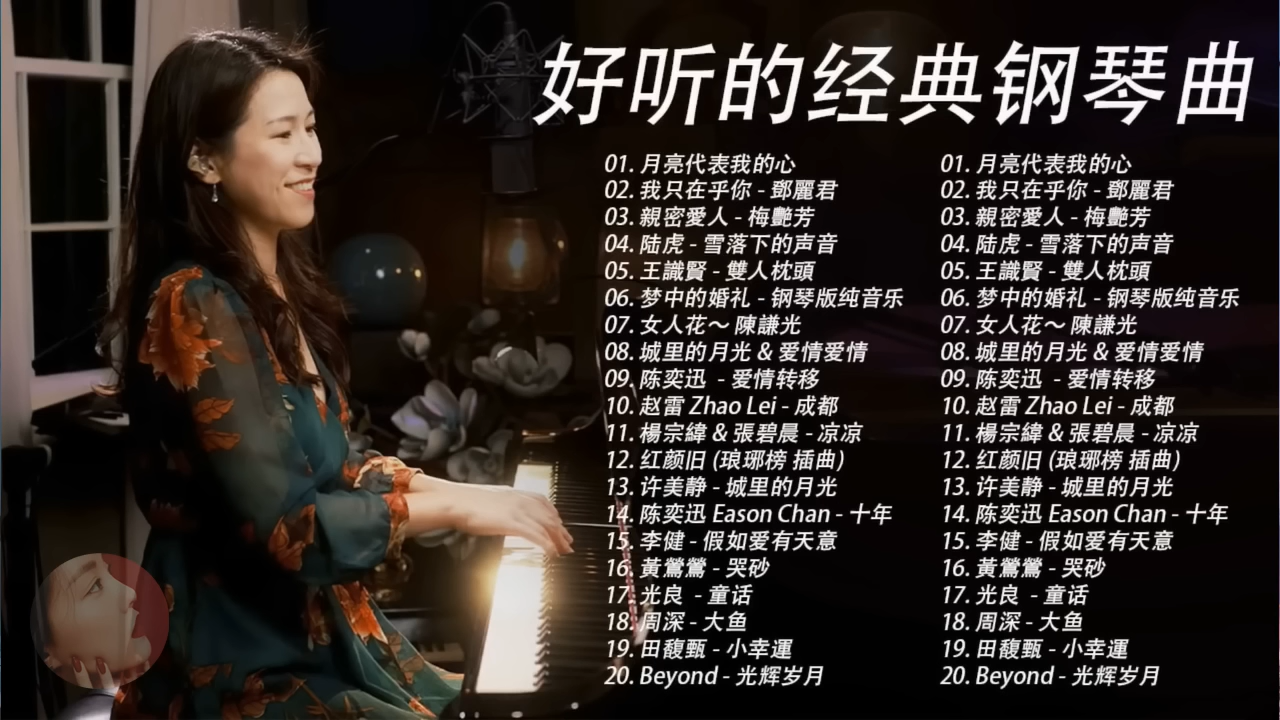 好听的经典钢琴曲
01. 月亮代表我的心
02. 我只在乎你 - 鄧麗君
03. 親密愛人 - 梅艷芳
04. 陆虎 - 雪落下的声音
05. 王識賢 - 雙人枕頭
06. 梦中的婚礼 - 钢琴版纯音乐
07. 女人花～ 陳謙光
08. 城里的月光 & 爱情爱情
09. 陈奕迅 - 爱情转移
10. 赵雷 Zhao Lei - 成都
11. 楊宗緯 & 張碧晨 - 凉凉
12. 红颜旧 (琅琊榜 插曲)
13. 许美静 - 城里的月光
14. 陈奕迅 Eason Chan - 十年
15. 李健 - 假如爱有天意
16. 黃鶯鶯 - 哭砂
17. 光良 - 童话
18. 周深 - 大鱼
19. 田馥甄 - 小幸運
20. Beyond - 光辉岁月
01. 月亮代表我的心
02. 我只在乎你 - 鄧麗君
03. 親密愛人 - 梅艷芳
04. 陆虎 - 雪落下的声音
05. 王識賢 - 雙人枕頭
06. 梦中的婚礼 - 钢琴版纯音乐
07. 女人花～ 陳謙光
08. 城里的月光 & 爱情爱情
09. 陈奕迅 - 爱情转移
10. 赵雷 Zhao Lei - 成都
11. 楊宗緯 & 張碧晨 - 凉凉
12. 红颜旧 (琅琊榜 插曲)
13. 许美静 - 城里的月光
14. 陈奕迅 Eason Chan - 十年
15. 李健 - 假如爱有天意
16. 黃鶯鶯 - 哭砂
17. 光良 - 童话
18. 周深 - 大鱼
19. 田馥甄 - 小幸運
20. Beyond - 光辉岁月